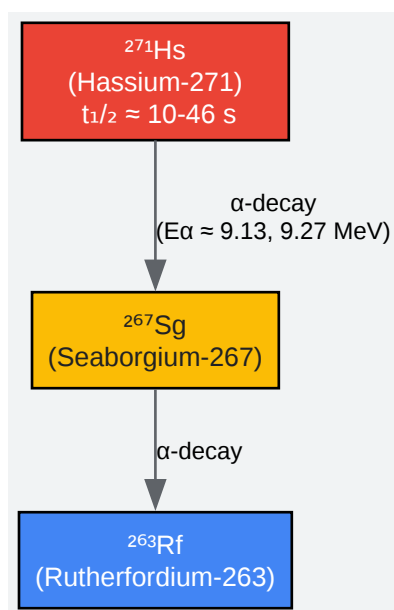 ²⁷¹Hs
(Hassium-271)
t₁/₂ ≈ 10-46 s
α-decay
(Eα ≈ 9.13, 9.27 MeV)
²⁶⁷Sg
(Seaborgium-267)
α-decay
²⁶³Rf
(Rutherfordium-263)